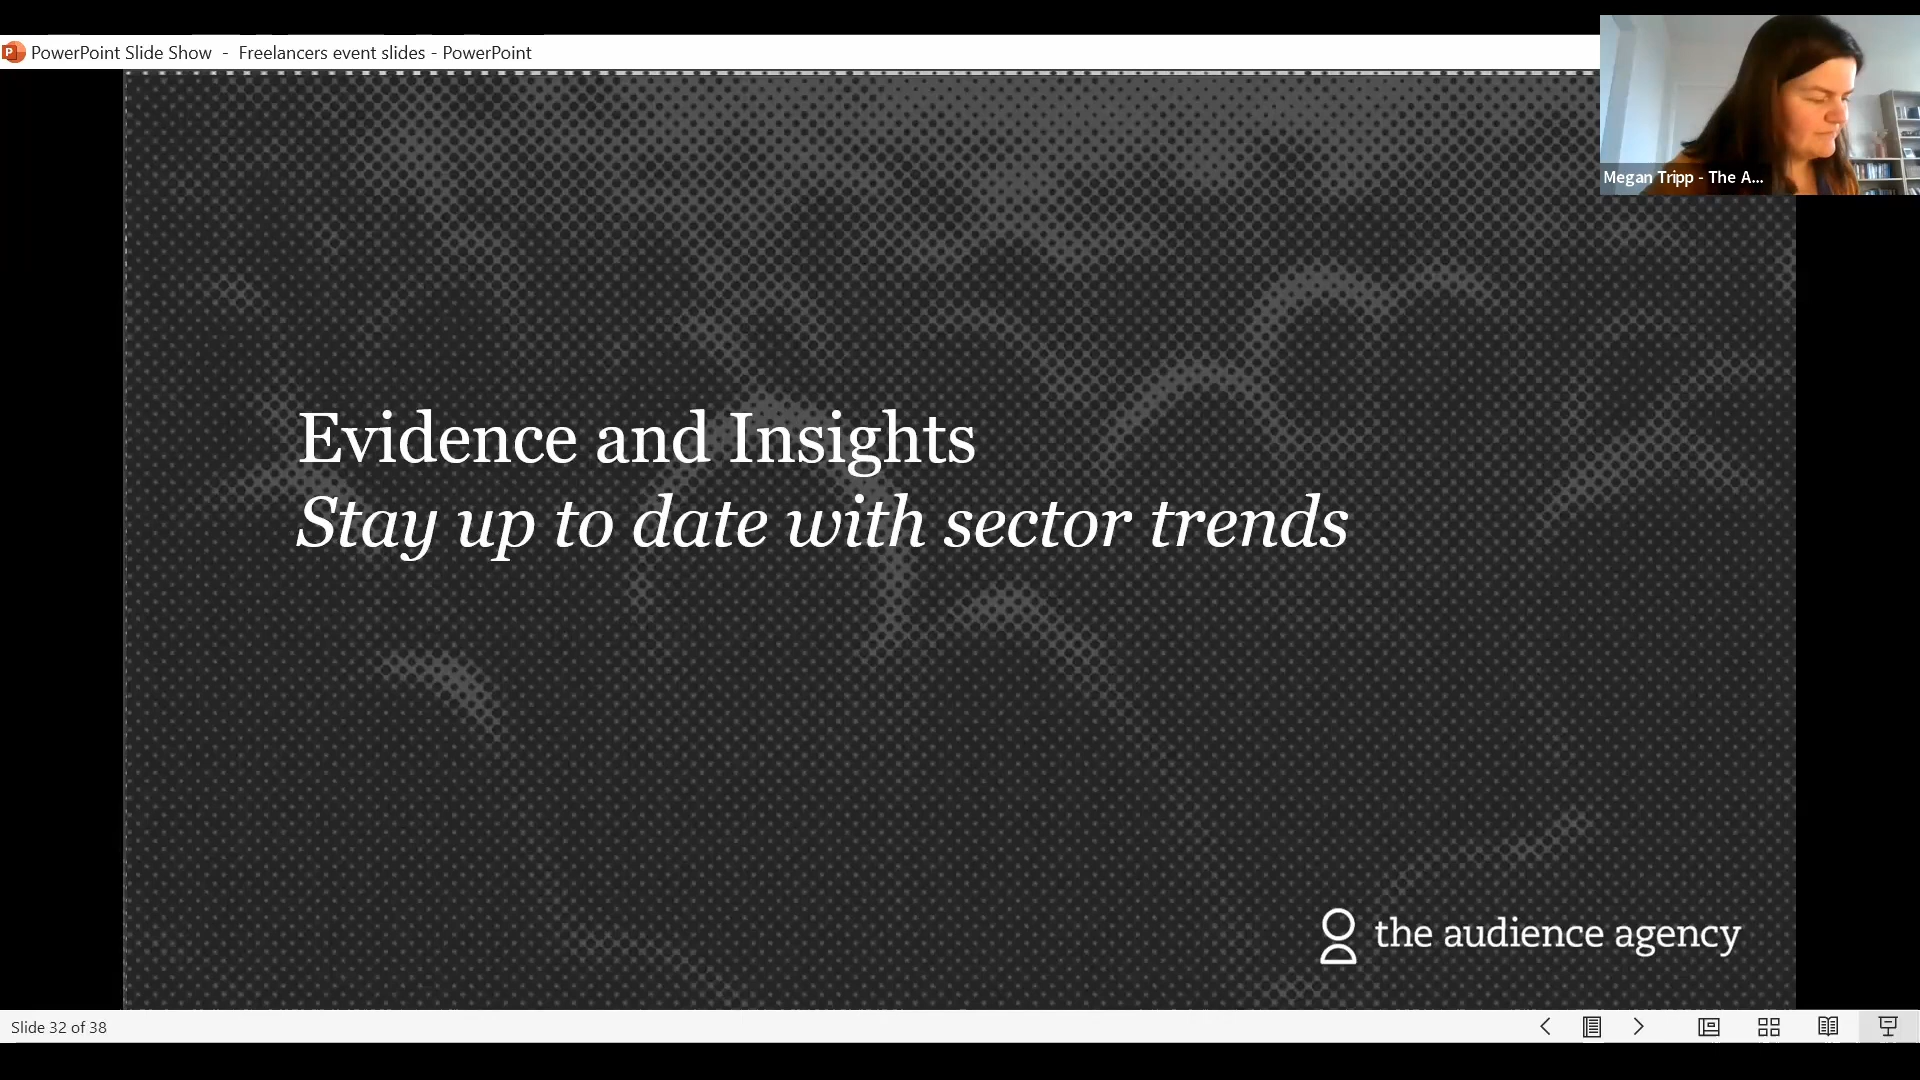 PowerPoint Slide Show - Freelancers event slides - PowerPoint
Megan Tripp - The A...
Evidence and Insights
Stay up to date with sector trends
the audience agency
Slide 32 of 38